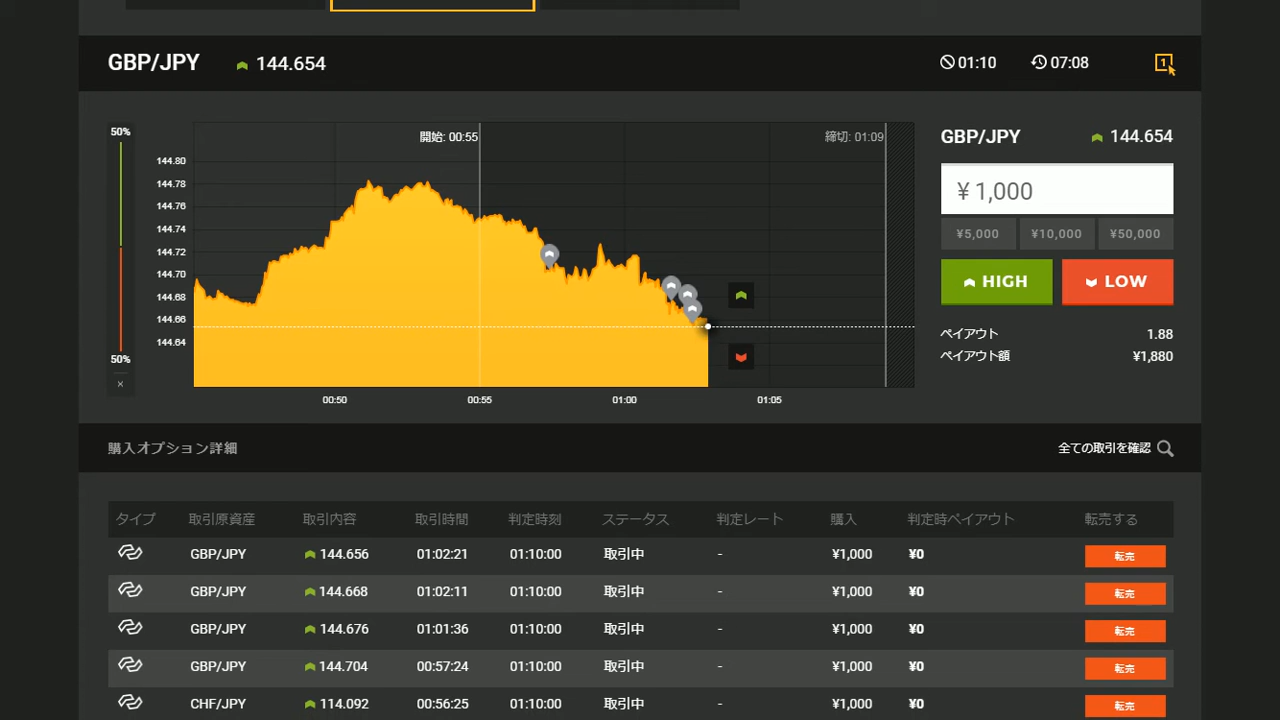 GBP/JPY 144.654 01:10 07:08 1
50% 開始: 00:55 締切: 01:09 GBP/JPY 144.654
144.80
144.78
144.76
144.74
144.72
144.70
144.68
144.66
144.64
50%
×
00:50 00:55 01:00 01:05
¥ 1,000
¥5,000 ¥10,000 ¥50,000
HIGH LOW
ペイアウト 1.88
ペイアウト額 ¥1,880
購入オプション詳細 全ての取引を確認
タイプ 取引原資産 取引内容 取引時間 判定時刻 ステータス 判定レート 購入 判定時ペイアウト 転売する
GBP/JPY 144.656 01:02:21 01:10:00 取引中 - ¥1,000 ¥0 転売
GBP/JPY 144.668 01:02:11 01:10:00 取引中 - ¥1,000 ¥0 転売
GBP/JPY 144.676 01:01:36 01:10:00 取引中 - ¥1,000 ¥0 転売
GBP/JPY 144.704 00:57:24 01:10:00 取引中 - ¥1,000 ¥0 転売
CHF/JPY 114.092 00:56:25 01:10:00 取引中 - ¥1,000 ¥0 転売